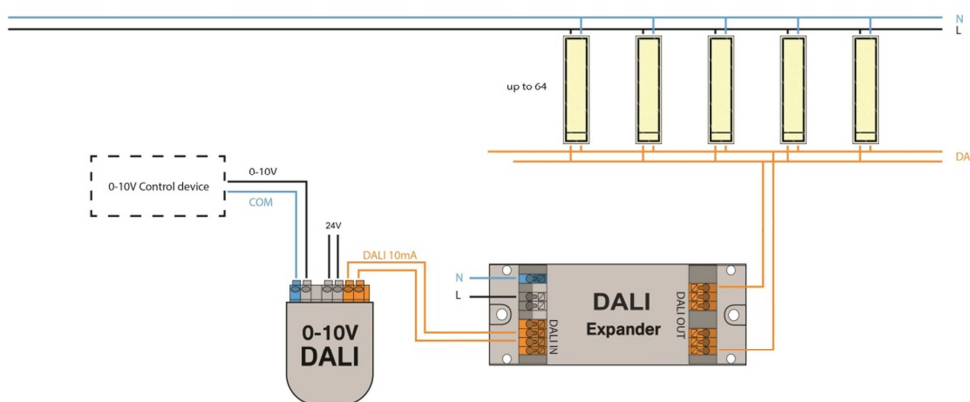 N
L
up to 64
DA
0-10V
0-10V Control device
COM
24V
DALI 10mA
N
L
DALI IN
DALI
Expander
DALI OUT
0-10V
DALI